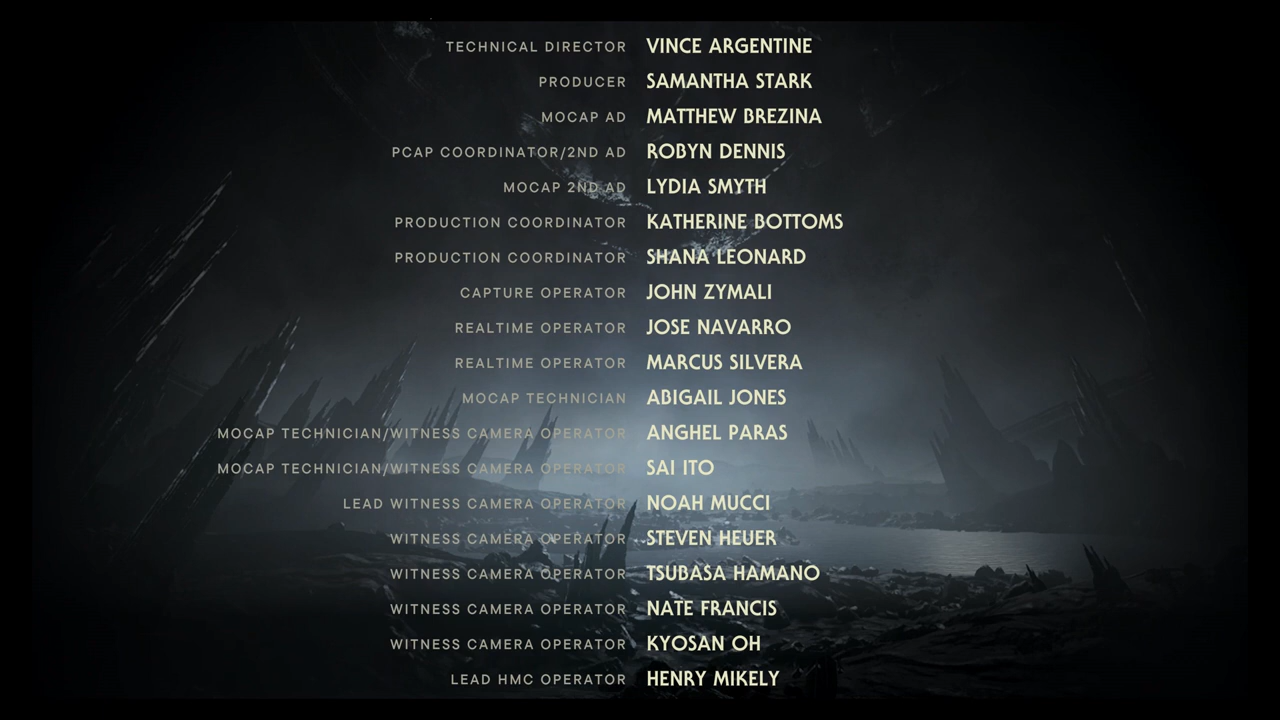 TECHNICAL DIRECTOR VINCE ARGENTINE
PRODUCER SAMANTHA STARK
MOCAP AD MATTHEW BREZINA
PCAP COORDINATOR/2ND AD ROBYN DENNIS
MOCAP 2ND AD LYDIA SMYTH
PRODUCTION COORDINATOR KATHERINE BOTTOMS
PRODUCTION COORDINATOR SHANA LEONARD
CAPTURE OPERATOR JOHN ZYMALI
REALTIME OPERATOR JOSE NAVARRO
REALTIME OPERATOR MARCUS SILVERA
MOCAP TECHNICIAN ABIGAIL JONES
MOCAP TECHNICIAN/WITNESS CAMERA OPERATOR ANGHEL PARAS
MOCAP TECHNICIAN/WITNESS CAMERA OPERATOR SAI ITO
LEAD WITNESS CAMERA OPERATOR NOAH MUCCI
WITNESS CAMERA OPERATOR STEVEN HEUER
WITNESS CAMERA OPERATOR TSUBASA HAMANO
WITNESS CAMERA OPERATOR NATE FRANCIS
WITNESS CAMERA OPERATOR KYOSAN OH
LEAD HMC OPERATOR HENRY MIKELY